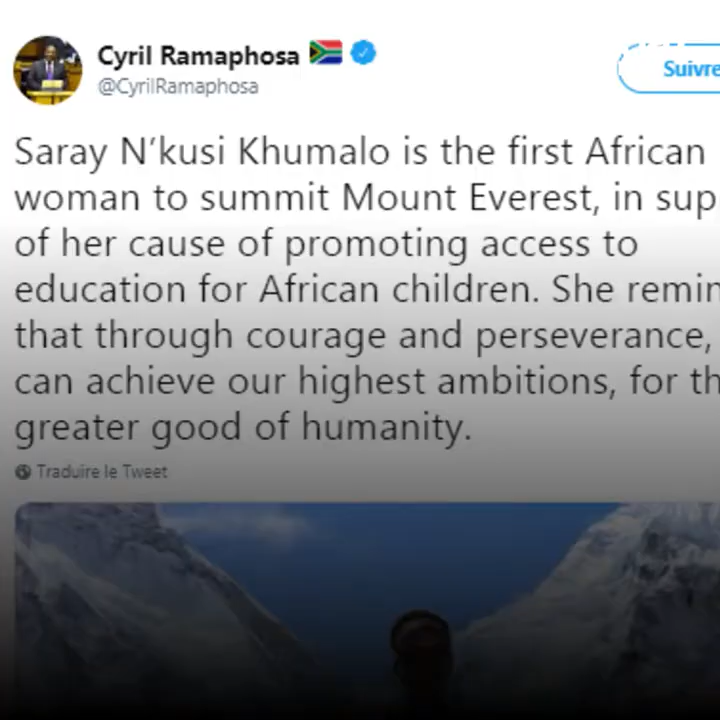 Cyril Ramaphosa
@CyrilRamaphosa
Suivre
Saray N'kusi Khumalo is the first African
woman to summit Mount Everest, in sup
of her cause of promoting access to
education for African children. She remin
that through courage and perseverance,
can achieve our highest ambitions, for th
greater good of humanity.
Traduire le Tweet